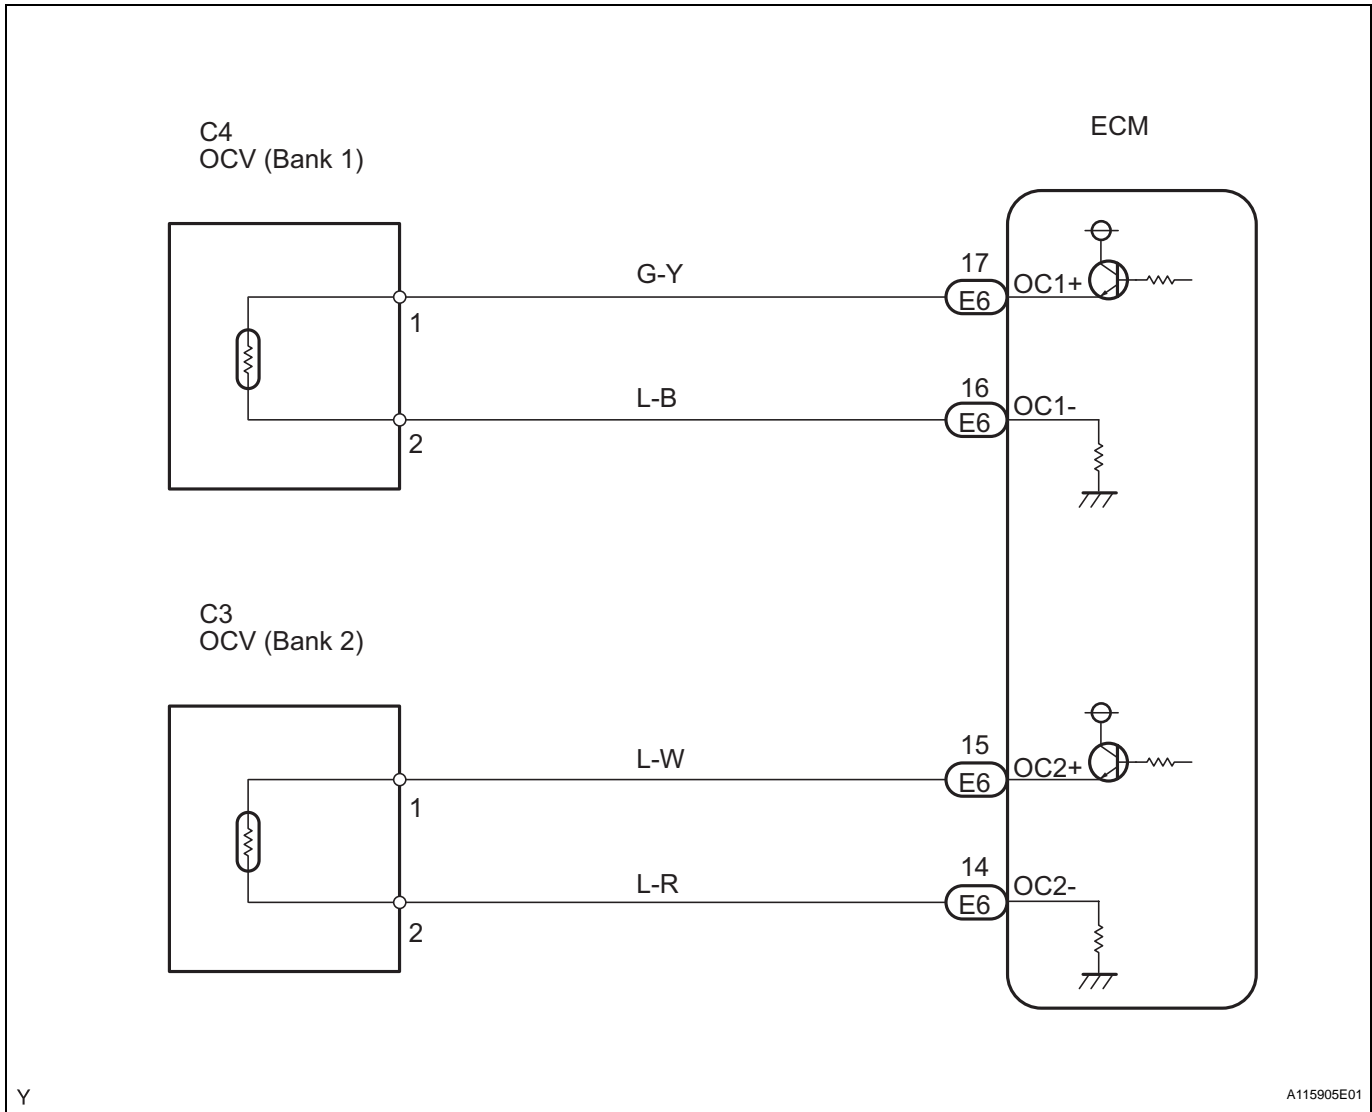 C4
OCV (Bank 1)
ECM
G-Y
17
E6
OC1+
1
L-B
16
E6
OC1-
2
C3
OCV (Bank 2)
L-W
15
E6
OC2+
1
L-R
14
E6
OC2-
2
Y
A115905E01